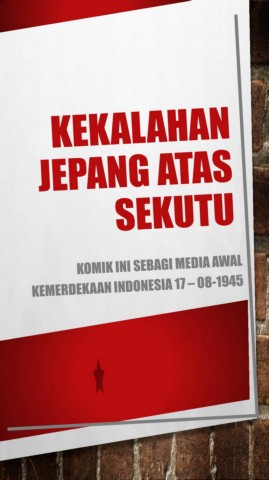 KEKALAHAN
JEPANG ATAS
SEKUTU
KOMIK INI SEBAGI MEDIA AWAL
KEMERDEKAAN INDONESIA 17 – 08-1945